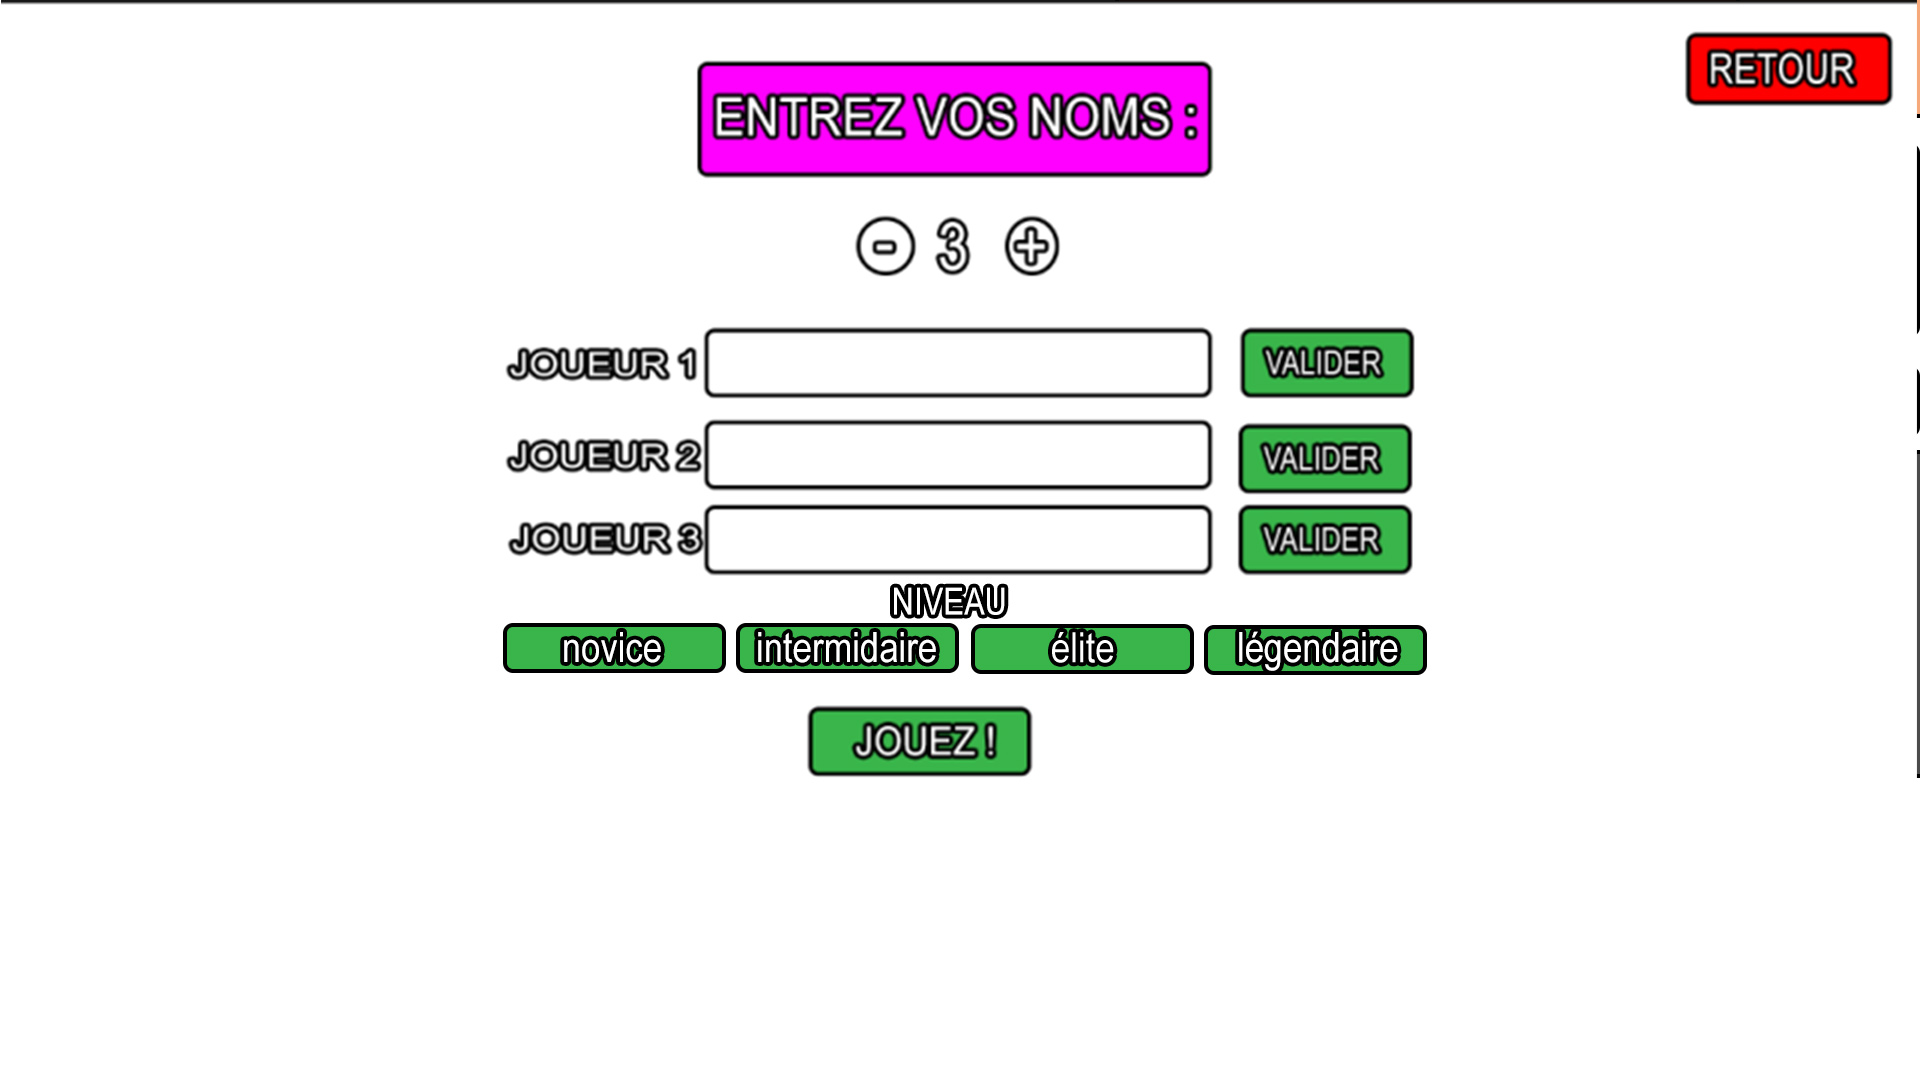 RETOUR
ENTREZ VOS NOMS :
- 3 +
JOUEUR 1 VALIDER
JOUEUR 2 VALIDER
JOUEUR 3 VALIDER
NIVEAU
novice intermidaire élite légendaire
JOUEZ !